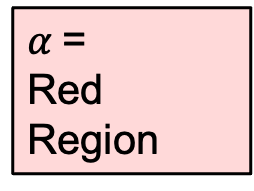 α =
Red
Region